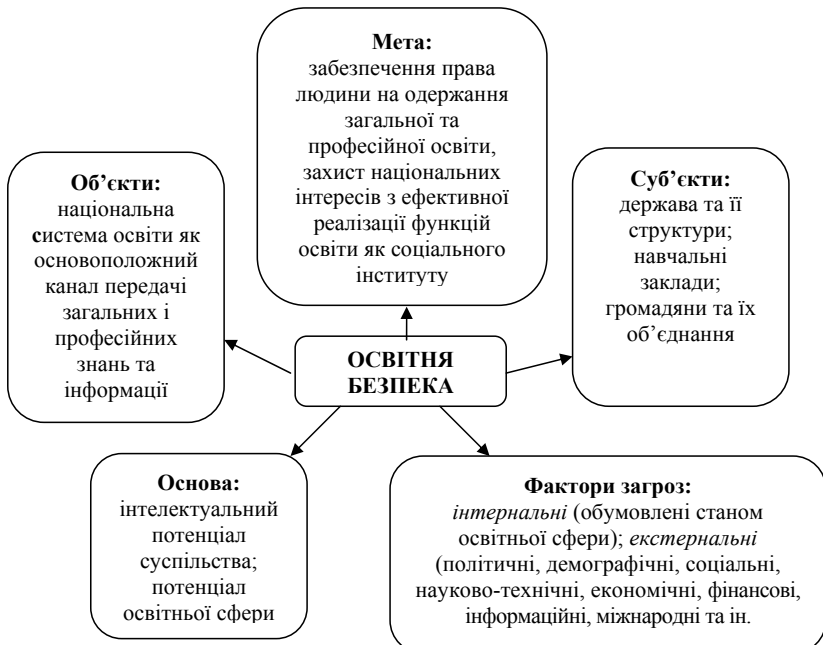 Мета:
забезпечення права
людини на одержання
загальної та
професійної освіти,
захист національних
інтересів з ефективної
реалізації функцій
освіти як соціального
інституту
Об’єкти:
національна
система освіти як
основоположний
канал передачі
загальних і
професійних
знань та
інформації
Суб’єкти:
держава та її
структури;
навчальні
заклади;
громадяни та їх
об’єднання
ОСВІТНЯ
БЕЗПЕКА
Основа:
інтелектуальний
потенціал
суспільства;
потенціал
освітньої сфери
Фактори загроз:
інтернальні (обумовлені станом
освітньої сфери); екстернальні
(політичні, демографічні, соціальні,
науково-технічні, економічні, фінансові,
інформаційні, міжнародні та ін.